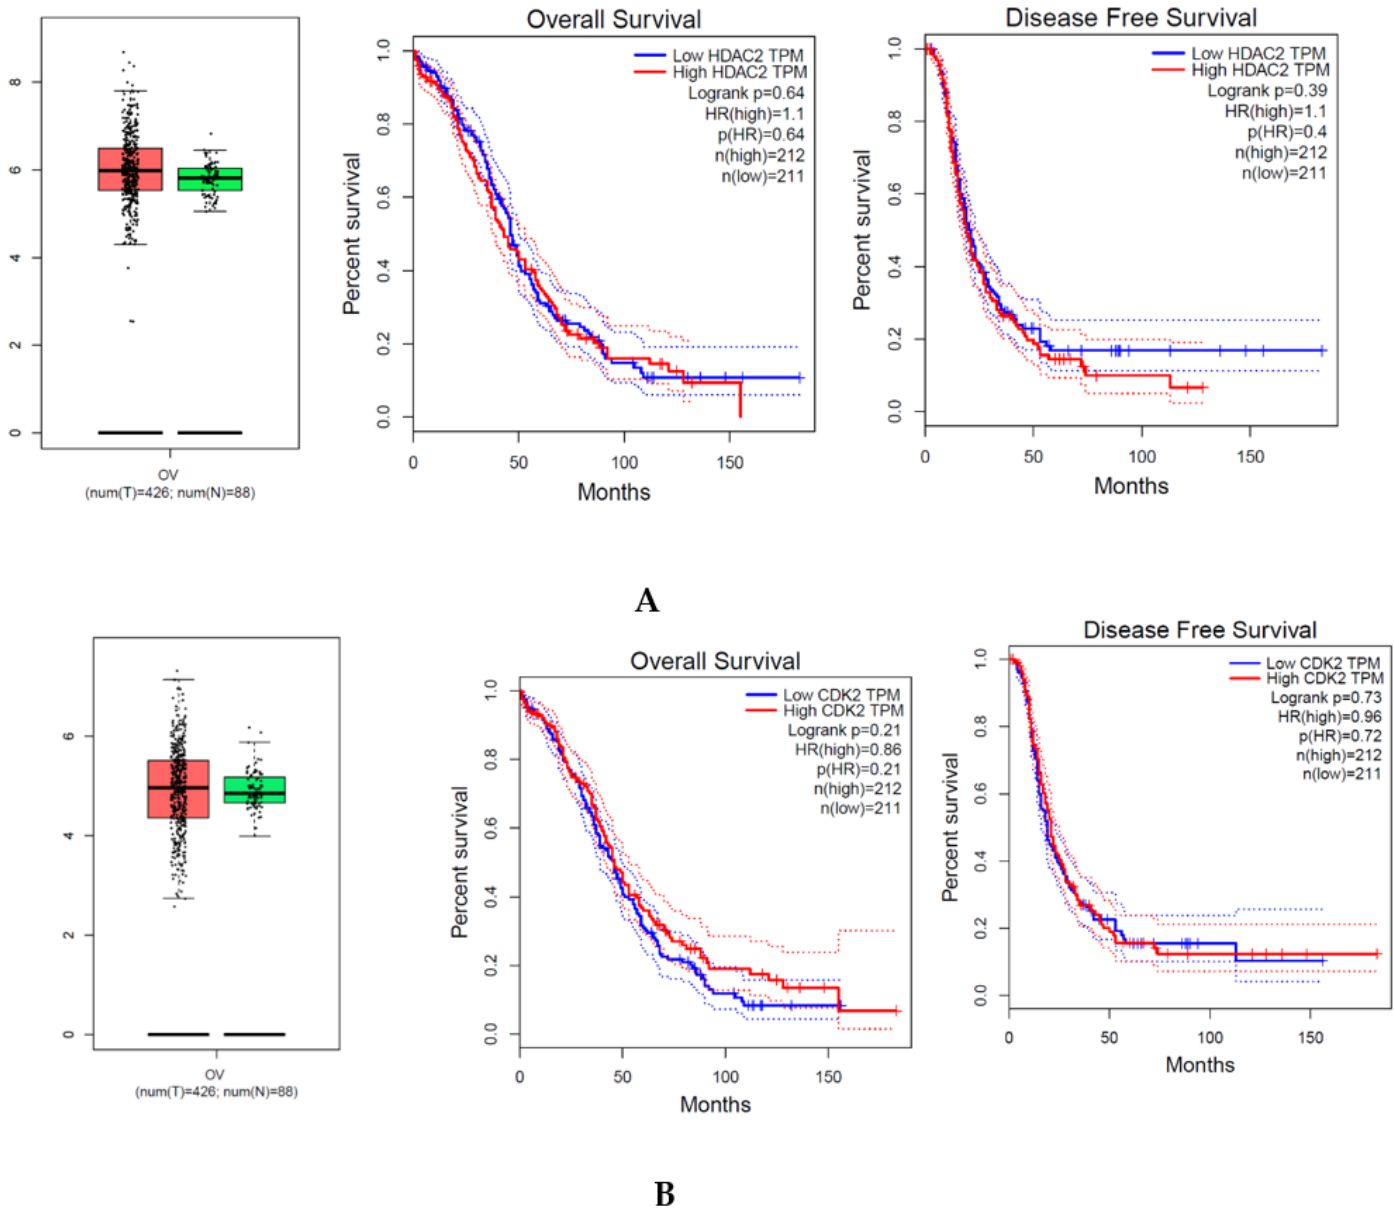 8
6
4
2
0
OV
(num(T)=426; num(N)=88)
Overall Survival
Low HDAC2 TPM
High HDAC2 TPM
Logrank p=0.64
HR(high)=1.1
p(HR)=0.64
n(high)=212
n(low)=211
Percent survival
1.0
0.8
0.6
0.4
0.2
0.0
0 50 100 150
Months
Disease Free Survival
Low HDAC2 TPM
High HDAC2 TPM
Logrank p=0.39
HR(high)=1.1
p(HR)=0.4
n(high)=212
n(low)=211
Percent survival
1.0
0.8
0.6
0.4
0.2
0.0
0 50 100 150
Months
A
6
4
2
0
OV
(num(T)=426; num(N)=88)
Overall Survival
Low CDK2 TPM
High CDK2 TPM
Logrank p=0.21
HR(high)=0.86
p(HR)=0.21
n(high)=212
n(low)=211
Percent survival
1.0
0.8
0.6
0.4
0.2
0.0
0 50 100 150
Months
Disease Free Survival
Low CDK2 TPM
High CDK2 TPM
Logrank p=0.73
HR(high)=0.96
p(HR)=0.72
n(high)=212
n(low)=211
Percent survival
1.0
0.8
0.6
0.4
0.2
0.0
0 50 100 150
Months
B